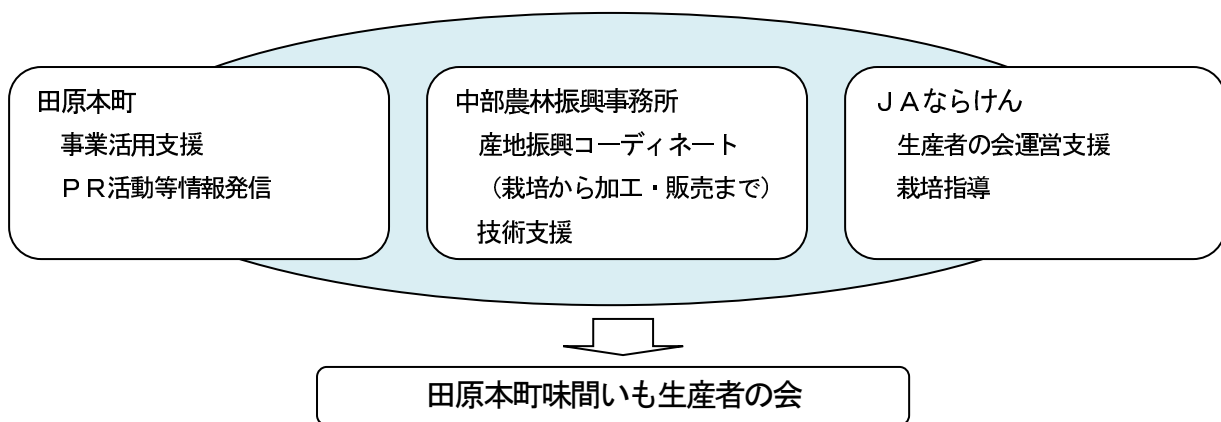 田原本町
事業活用支援
ＰＲ活動等情報発信
中部農林振興事務所
産地振興コーディネート
（栽培から加工・販売まで）
技術支援
ＪＡならけん
生産者の会運営支援
栽培指導
田原本町味間いも生産者の会